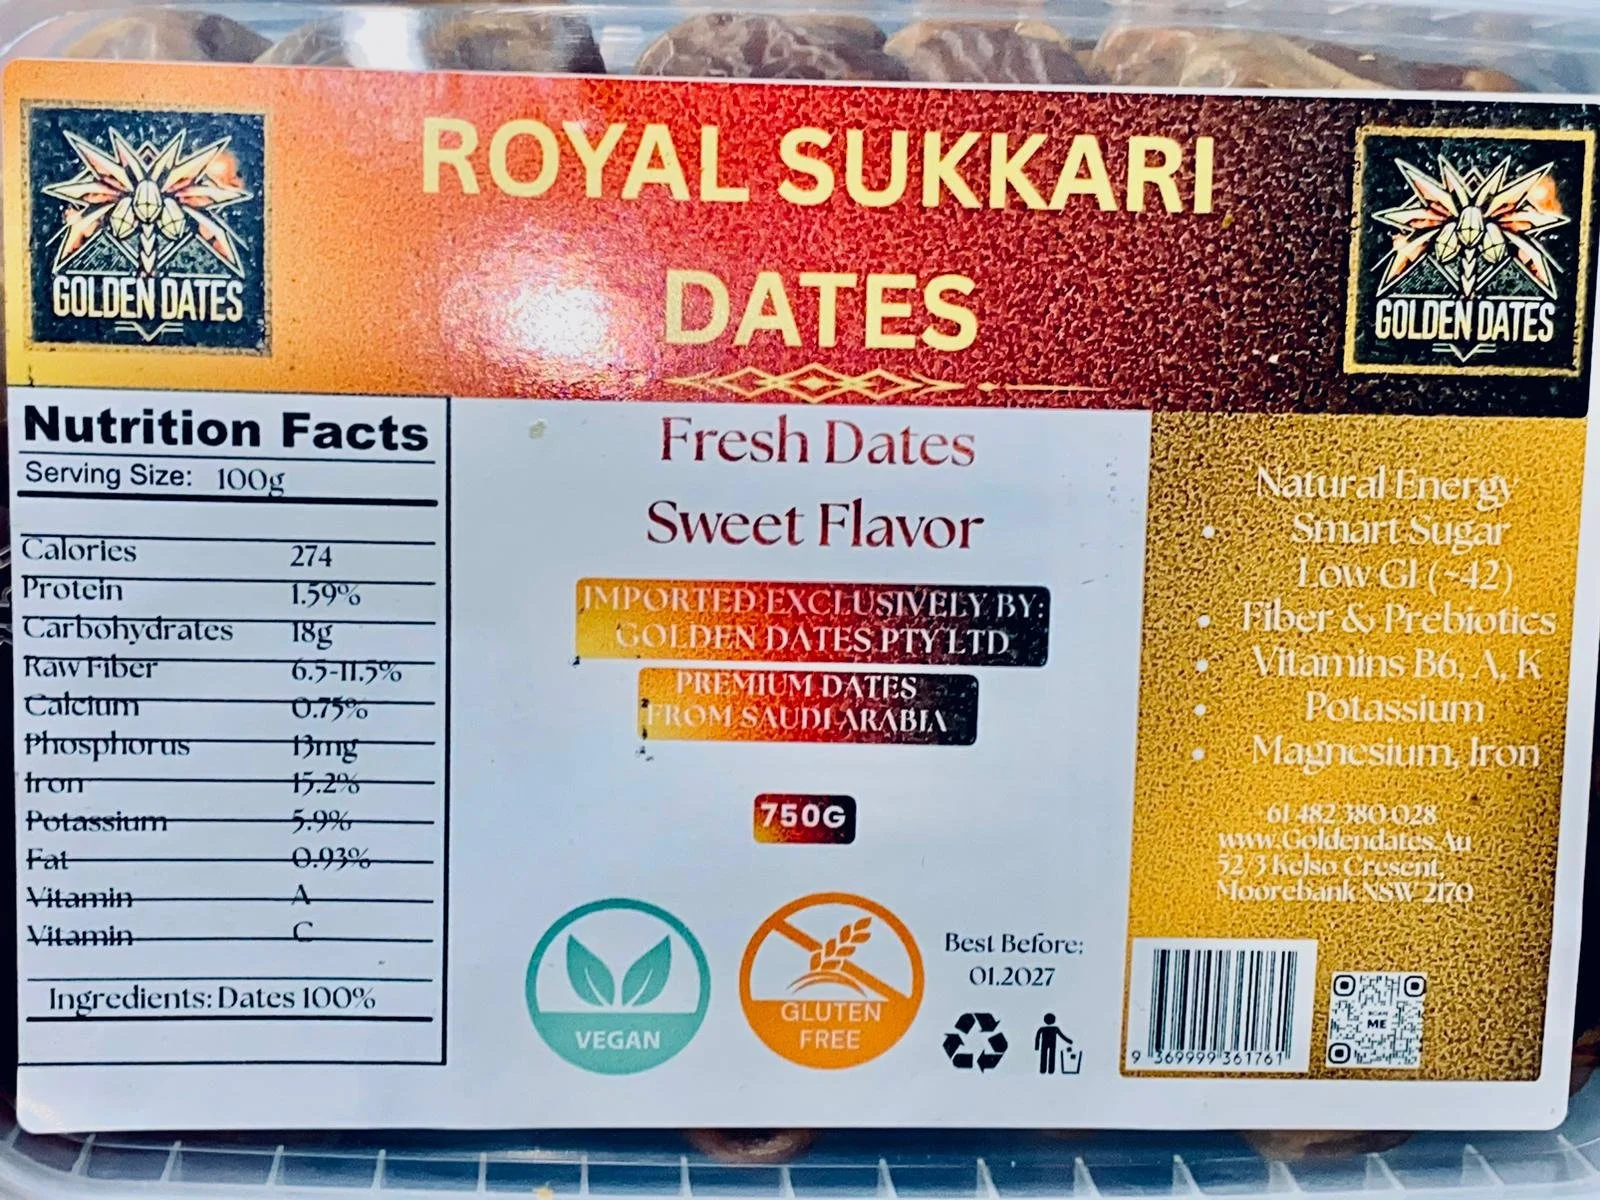 ROYAL SUKKARI
DATES
GOLDEN DATES
GOLDEN DATES
Nutrition Facts
Serving Size: 100g
Calories 274
Protein 1.59%
Carbohydrates 18g
Raw Fiber 6.5-11.5%
Calcium 0.75%
Phosphorus 13mg
Iron 15.2%
Potassium 5.9%
Fat 0.93%
Vitamin A
Vitamin C
Ingredients: Dates 100%
Fresh Dates
Sweet Flavor
IMPORTED EXCLUSIVELY BY:
GOLDEN DATES PTY LTD
PREMIUM DATES
FROM SAUDI ARABIA
750G
VEGAN
GLUTEN
FREE
Best Before:
01.2027
Natural Energy
• Smart Sugar
Low GI (~42)
• Fiber & Prebiotics
• Vitamins B6, A, K
• Potassium
• Magnesium, Iron
61 482 380 028
www.Goldendates.Au
52/3 Kelso Cresent,
Moorebank NSW 2170
9 369999 361761
SCAN
ME